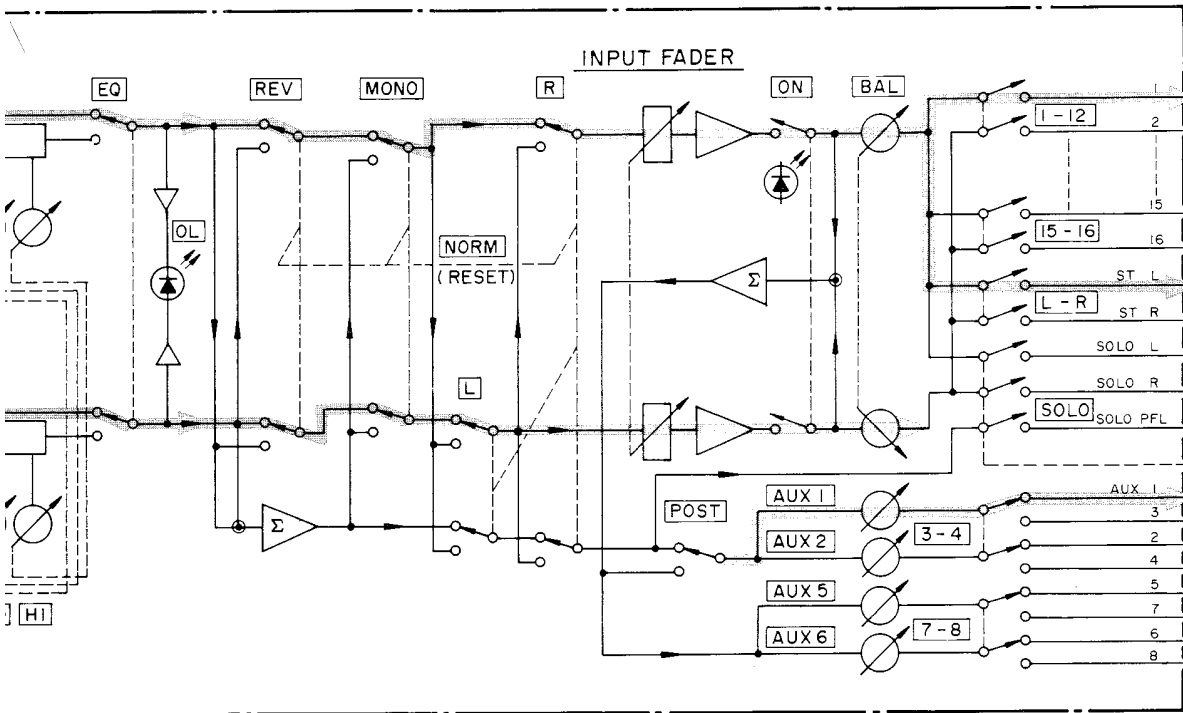 INPUT FADER
EQ
REV
MONO
R
ON
BAL
1
1-12
2
OL
NORM
(RESET)
15
15-16
16
Σ
ST L
L-R
ST R
SOLO L
L
SOLO R
SOLO
SOLO PFL
Σ
POST
AUX 1
AUX 1
3-4
3
AUX 2
2
4
AUX 5
5
7-8
7
AUX 6
6
8
HI